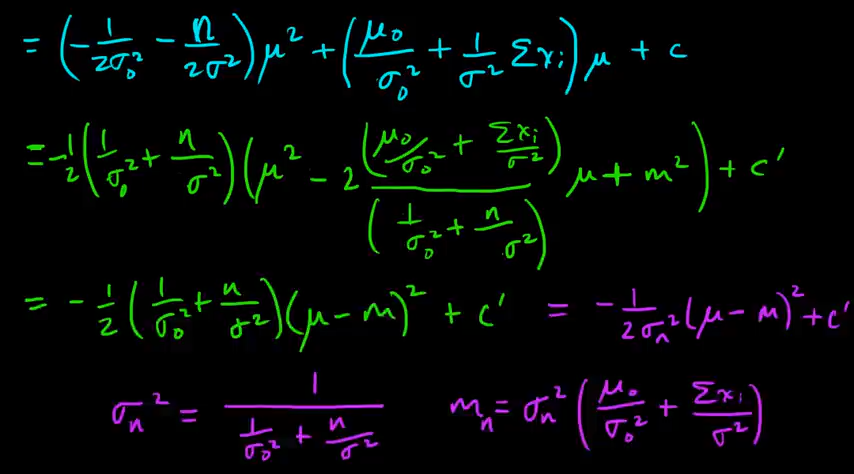 = (-1/2σ₀² - n/2σ²)μ² + (μ₀/σ₀² + 1/σ² Σxᵢ)μ + c
= -1/2 (1/σ₀² + n/σ²)(μ² - 2 (μ₀/σ₀² + Σxᵢ/σ²)/(1/σ₀² + n/σ²) μ + m²) + c'
= -1/2 (1/σ₀² + n/σ²)(μ - m)² + c' = -1/2σₙ² (μ - m)² + c'
σₙ² = 1/(1/σ₀² + n/σ²) mₙ = σₙ² (μ₀/σ₀² + Σxᵢ/σ²)